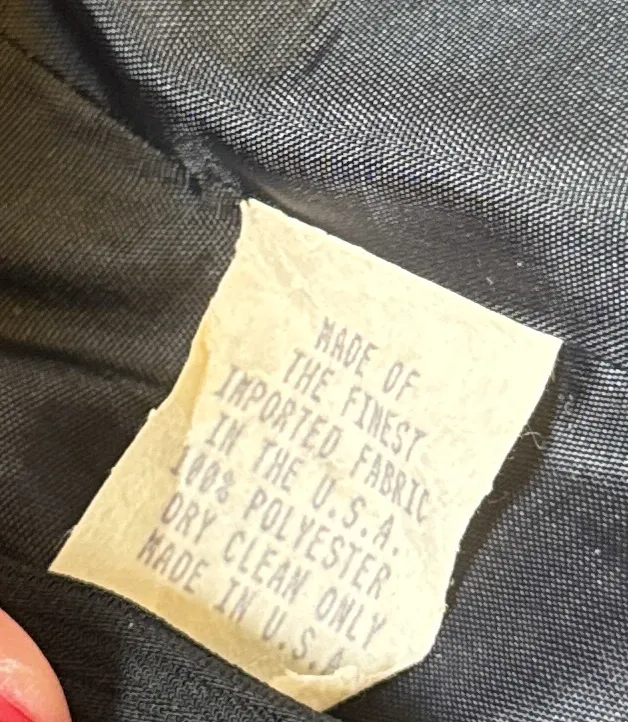 MADE OF
THE FINEST
IMPORTED FABRIC
IN THE U.S.A.
100% POLYESTER
DRY CLEAN ONLY
MADE IN U.S.A